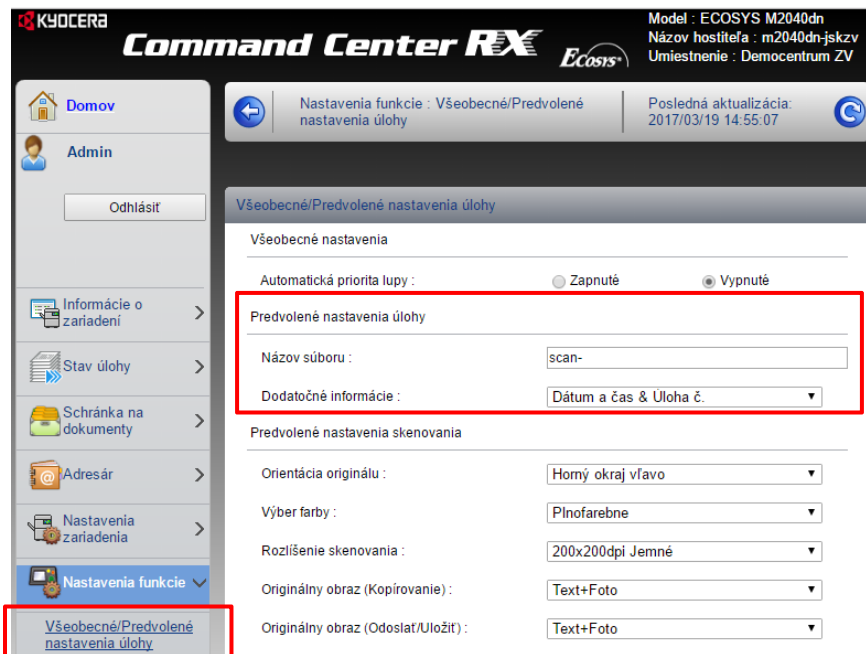 KYOCERA
Command Center RX
ECOSYS
Model : ECOSYS M2040dn
Názov hostiteľa : m2040dn-jskzv
Umiestnenie : Democentrum ZV
Domov
Admin
Odhlásiť
Informácie o
zariadení
Stav úlohy
Schránka na
dokumenty
Adresár
Nastavenia
zariadenia
Nastavenia funkcie
Všeobecné/Predvolené
nastavenia úlohy
Nastavenia funkcie : Všeobecné/Predvolené
nastavenia úlohy
Posledná aktualizácia:
2017/03/19 14:55:07
Všeobecné/Predvolené nastavenia úlohy
Všeobecné nastavenia
Automatická priorita lupy : Zapnuté Vypnuté
Predvolené nastavenia úlohy
Názov súboru : scan-
Dodatočné informácie : Dátum a čas & Úloha č.
Predvolené nastavenia skenovania
Orientácia originálu : Horný okraj vľavo
Výber farby : Plnofarebne
Rozlíšenie skenovania : 200x200dpi Jemné
Originálny obraz (Kopírovanie) : Text+Foto
Originálny obraz (Odoslať/Uložiť) : Text+Foto